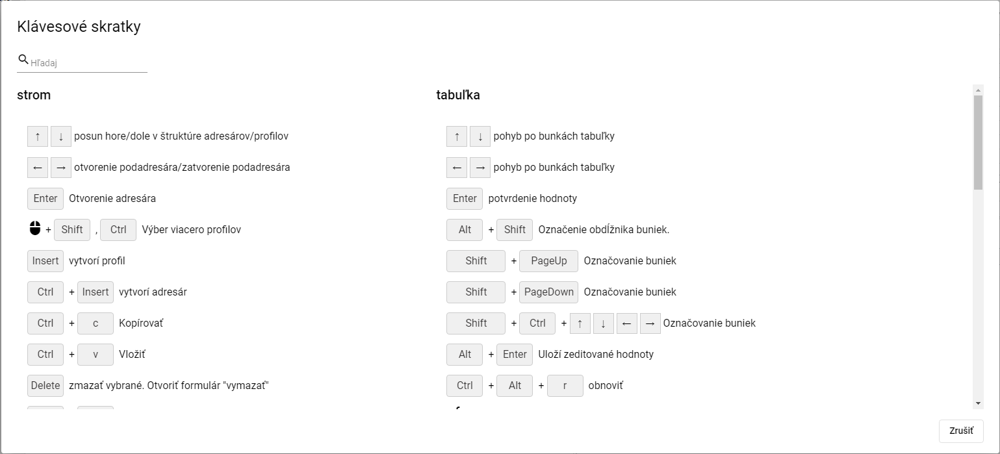 Klávesové skratky
Hľadaj
strom
↑ ↓ posun hore/dole v štruktúre adresárov/profilov
← → otvorenie podadresára/zatvorenie podadresára
Enter Otvorenie adresára
+ Shift , Ctrl Výber viacero profilov
Insert vytvorí profil
Ctrl + Insert vytvorí adresár
Ctrl + c Kopírovať
Ctrl + v Vložiť
Delete zmazať vybrané. Otvoriť formulár "vymazať"
tabuľka
↑ ↓ pohyb po bunkách tabuľky
← → pohyb po bunkách tabuľky
Enter potvrdenie hodnoty
Alt + Shift Označenie obdĺžnika buniek.
Shift + PageUp Označovanie buniek
Shift + PageDown Označovanie buniek
Shift + Ctrl + ↑ ↓ ← → Označovanie buniek
Alt + Enter Uloží zeditované hodnoty
Ctrl + Alt + r obnoviť
Zrušiť